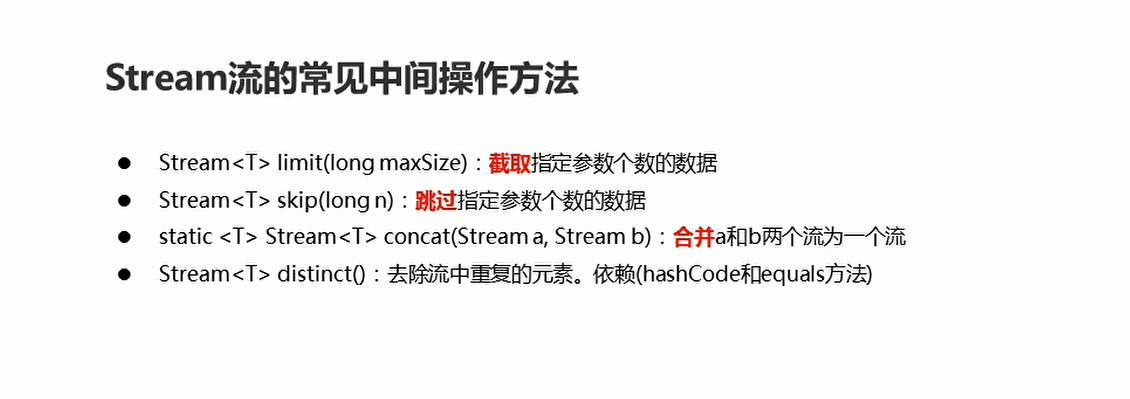 Stream流的常见中间操作方法
● Stream<T> limit(long maxSize)：截取指定参数个数的数据
● Stream<T> skip(long n)：跳过指定参数个数的数据
● static <T> Stream<T> concat(Stream a, Stream b)：合并a和b两个流为一个流
● Stream<T> distinct()：去除流中重复的元素。依赖(hashCode和equals方法)